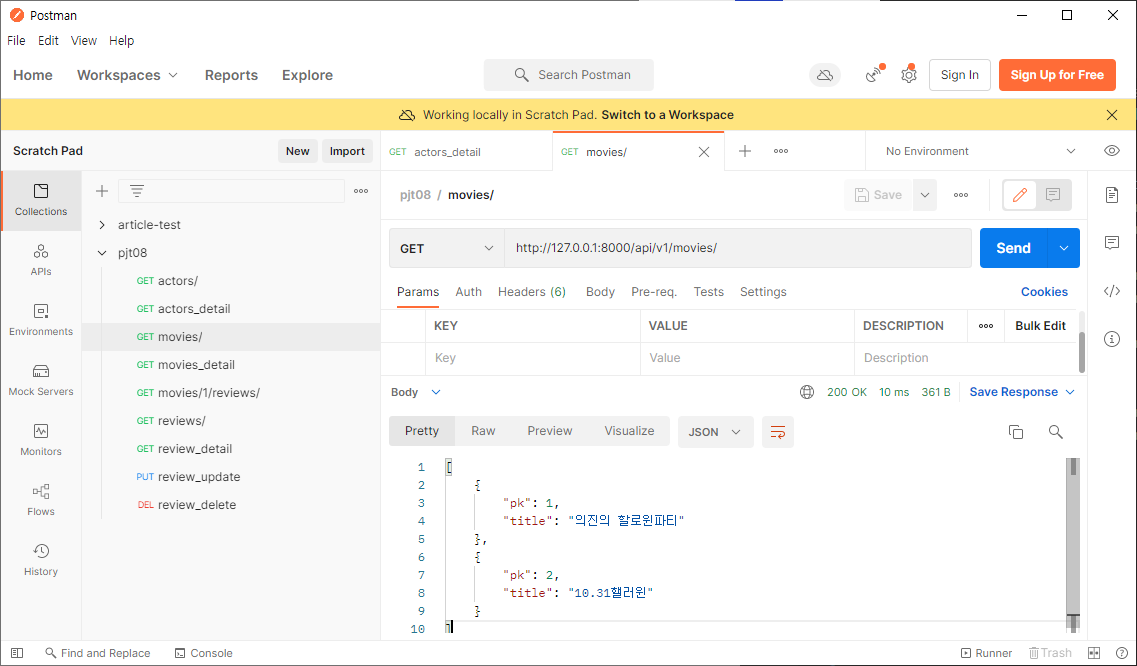 Postman
File Edit View Help
Home Workspaces Reports Explore Search Postman Sign In Sign Up for Free
Working locally in Scratch Pad. Switch to a Workspace
Scratch Pad New Import GET actors_detail GET movies/ No Environment
Collections
APIs
Environments
Mock Servers
Monitors
Flows
History
article-test
pjt08
GET actors/
GET actors_detail
GET movies/
GET movies_detail
GET movies/1/reviews/
GET reviews/
GET review_detail
PUT review_update
DEL review_delete
pjt08 / movies/ Save
GET http://127.0.0.1:8000/api/v1/movies/ Send
Params Auth Headers (6) Body Pre-req. Tests Settings Cookies
KEY VALUE DESCRIPTION Bulk Edit
Key Value Description
Body 200 OK 10 ms 361 B Save Response
Pretty Raw Preview Visualize JSON
1 [
2 {
3 "pk": 1,
4 "title": "의진의 할로윈파티"
5 },
6 {
7 "pk": 2,
8 "title": "10.31핼러윈"
9 }
10 ]
Find and Replace Console Runner Trash